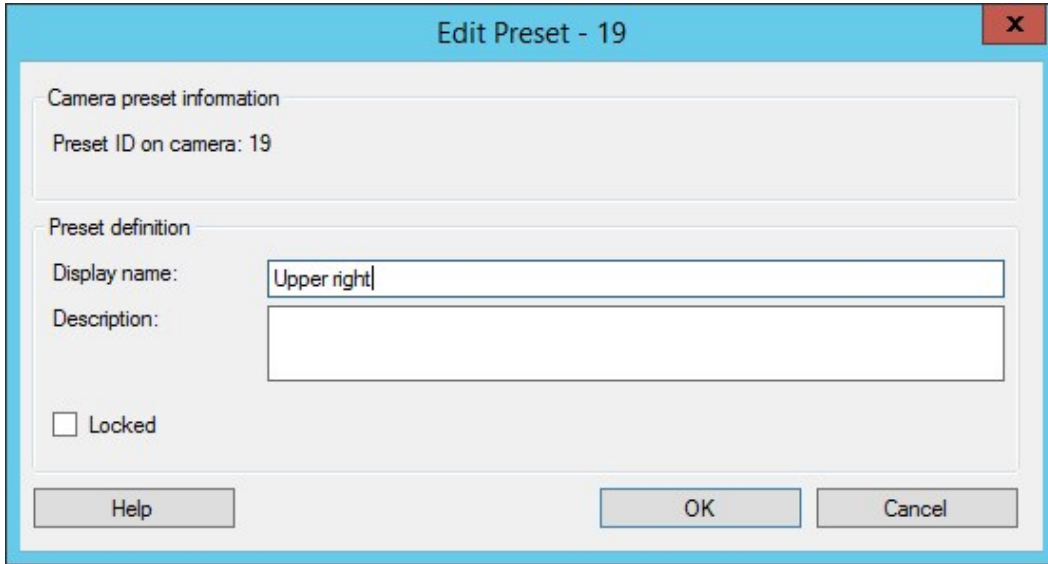 Edit Preset - 19
x
Camera preset information
Preset ID on camera: 19
Preset definition
Display name: Upper right
Description:
Locked
Help OK Cancel